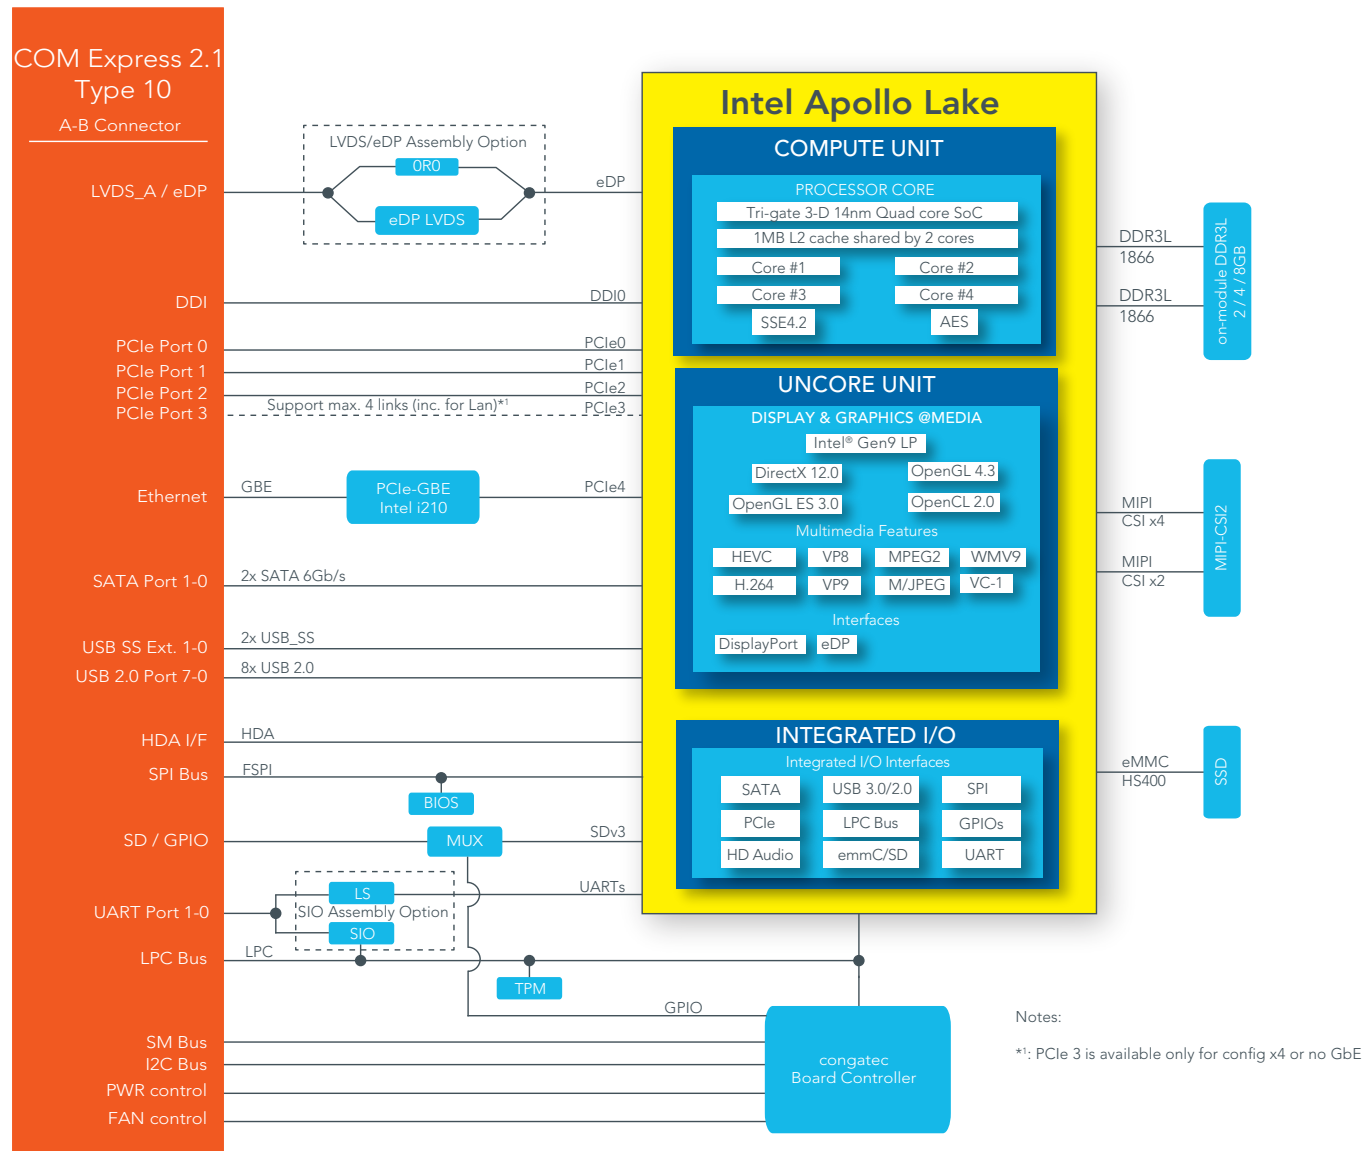 COM Express 2.1
Type 10
A-B Connector
LVDS_A / eDP
DDI
PCIe Port 0
PCIe Port 1
PCIe Port 2
PCIe Port 3
Ethernet
SATA Port 1-0
USB SS Ext. 1-0
USB 2.0 Port 7-0
HDA I/F
SPI Bus
SD / GPIO
UART Port 1-0
LPC Bus
SM Bus
I2C Bus
PWR control
FAN control
LVDS/eDP Assembly Option
0R0
eDP LVDS
eDP
DDI0
PCIe0
PCIe1
PCIe2
Support max. 4 links (inc. for Lan)*1
PCIe3
GBE
PCIe-GBE
Intel i210
PCIe4
2x SATA 6Gb/s
2x USB_SS
8x USB 2.0
HDA
FSPI
BIOS
MUX
SDv3
LS
SIO Assembly Option
SIO
UARTs
LPC
TPM
GPIO
Intel Apollo Lake
COMPUTE UNIT
PROCESSOR CORE
Tri-gate 3-D 14nm Quad core SoC
1MB L2 cache shared by 2 cores
Core #1
Core #2
Core #3
Core #4
SSE4.2
AES
UNCORE UNIT
DISPLAY & GRAPHICS @MEDIA
Intel® Gen9 LP
DirectX 12.0
OpenGL 4.3
OpenGL ES 3.0
OpenCL 2.0
Multimedia Features
HEVC
VP8
MPEG2
WMV9
H.264
VP9
M/JPEG
VC-1
Interfaces
DisplayPort
eDP
INTEGRATED I/O
Integrated I/O Interfaces
SATA
USB 3.0/2.0
SPI
PCIe
LPC Bus
GPIOs
HD Audio
emmC/SD
UART
congatec
Board Controller
DDR3L
1866
DDR3L
1866
on-module DDR3L
2 / 4 / 8GB
MIPI
CSI x4
MIPI
CSI x2
MIPI-CSI2
eMMC
HS400
SSD
Notes:
*1: PCIe 3 is available only for config x4 or no GbE